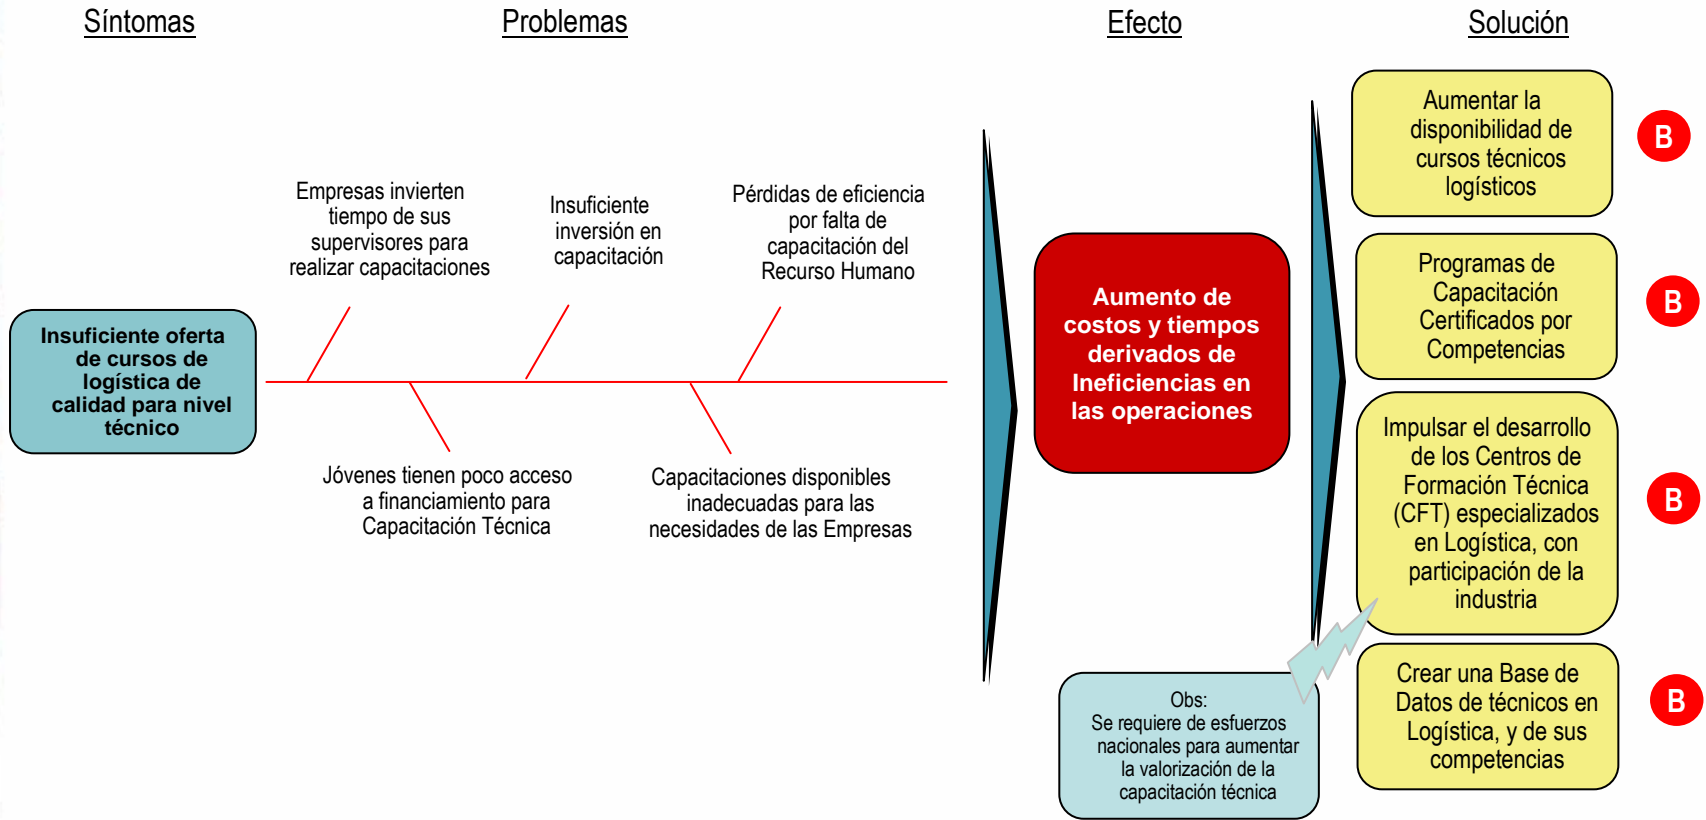 Síntomas
Problemas
Efecto
Solución
Insuficiente oferta
de cursos de
logística de
calidad para nivel
técnico
Empresas invierten
tiempo de sus
supervisores para
realizar capacitaciones
Insuficiente
inversión en
capacitación
Pérdidas de eficiencia
por falta de
capacitación del
Recurso Humano
Jóvenes tienen poco acceso
a financiamiento para
Capacitación Técnica
Capacitaciones disponibles
inadecuadas para las
necesidades de las Empresas
Aumento de
costos y tiempos
derivados de
Ineficiencias en
las operaciones
Obs:
Se requiere de esfuerzos
nacionales para aumentar
la valorización de la
capacitación técnica
Aumentar la
disponibilidad de
cursos técnicos
logísticos
B
Programas de
Capacitación
Certificados por
Competencias
B
Impulsar el desarrollo
de los Centros de
Formación Técnica
(CFT) especializados
en Logística, con
participación de la
industria
B
Crear una Base de
Datos de técnicos en
Logística, y de sus
competencias
B